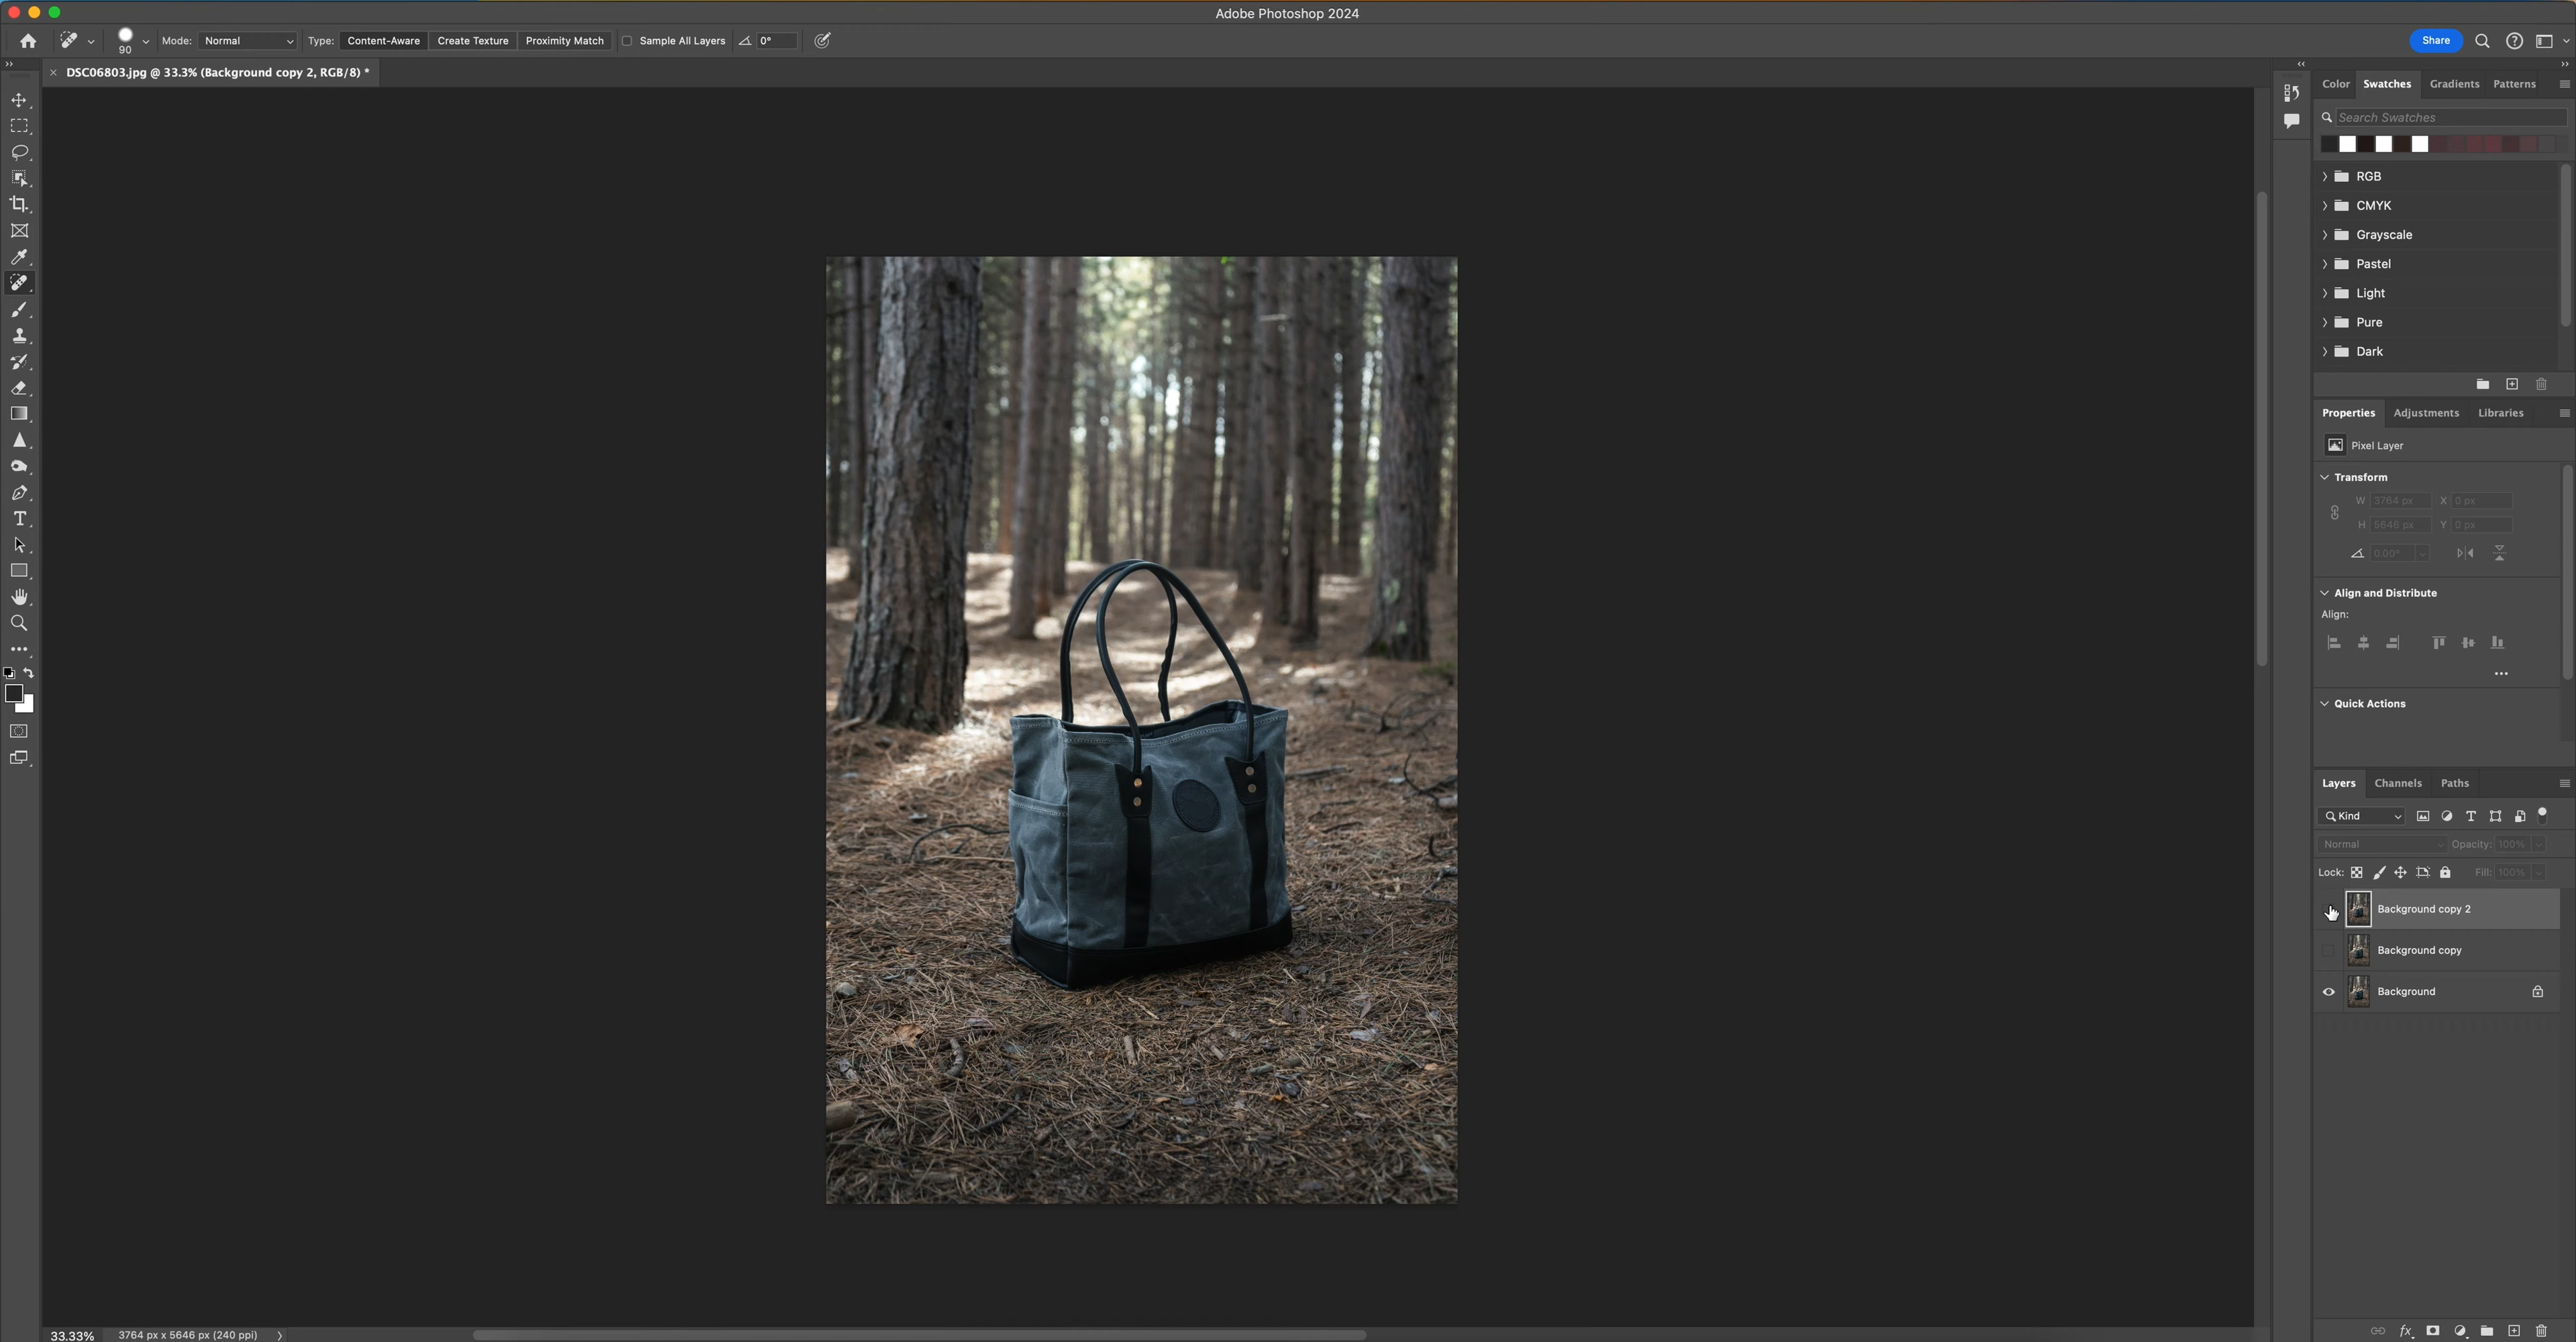 Adobe Photoshop 2024
90
Mode: Normal Type: Content-Aware Create Texture Proximity Match Sample All Layers 0° Share
DSC06803.jpg @ 33.3% (Background copy 2, RGB/8) *
Color Swatches Gradients Patterns
Search Swatches
RGB
CMYK
Grayscale
Pastel
Light
Pure
Dark
Properties Adjustments Libraries
Pixel Layer
Transform
W 3764 px X 0 px
H 5646 px Y 0 px
0.00°
Align and Distribute
Align:
Quick Actions
Layers Channels Paths
Kind
Normal Opacity: 100%
Lock: Fill: 100%
Background copy 2
Background copy
Background
33.33% 3764 px x 5646 px (240 ppi)